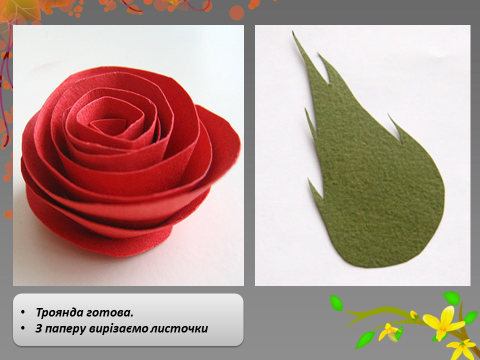 • Троянда готова.
• З паперу вирізаємо листочки